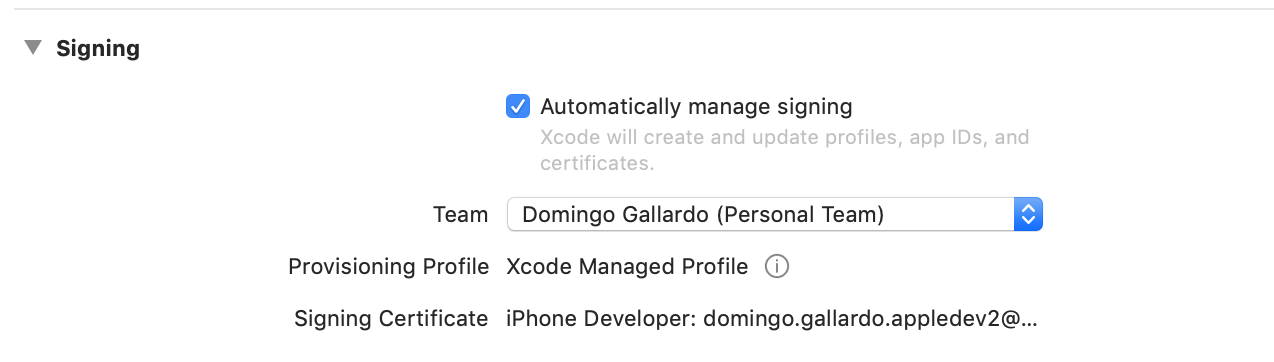 Signing
Automatically manage signing
Xcode will create and update profiles, app IDs, and
certificates.
Team Domingo Gallardo (Personal Team)
Provisioning Profile Xcode Managed Profile
Signing Certificate iPhone Developer: domingo.gallardo.appledev2@...